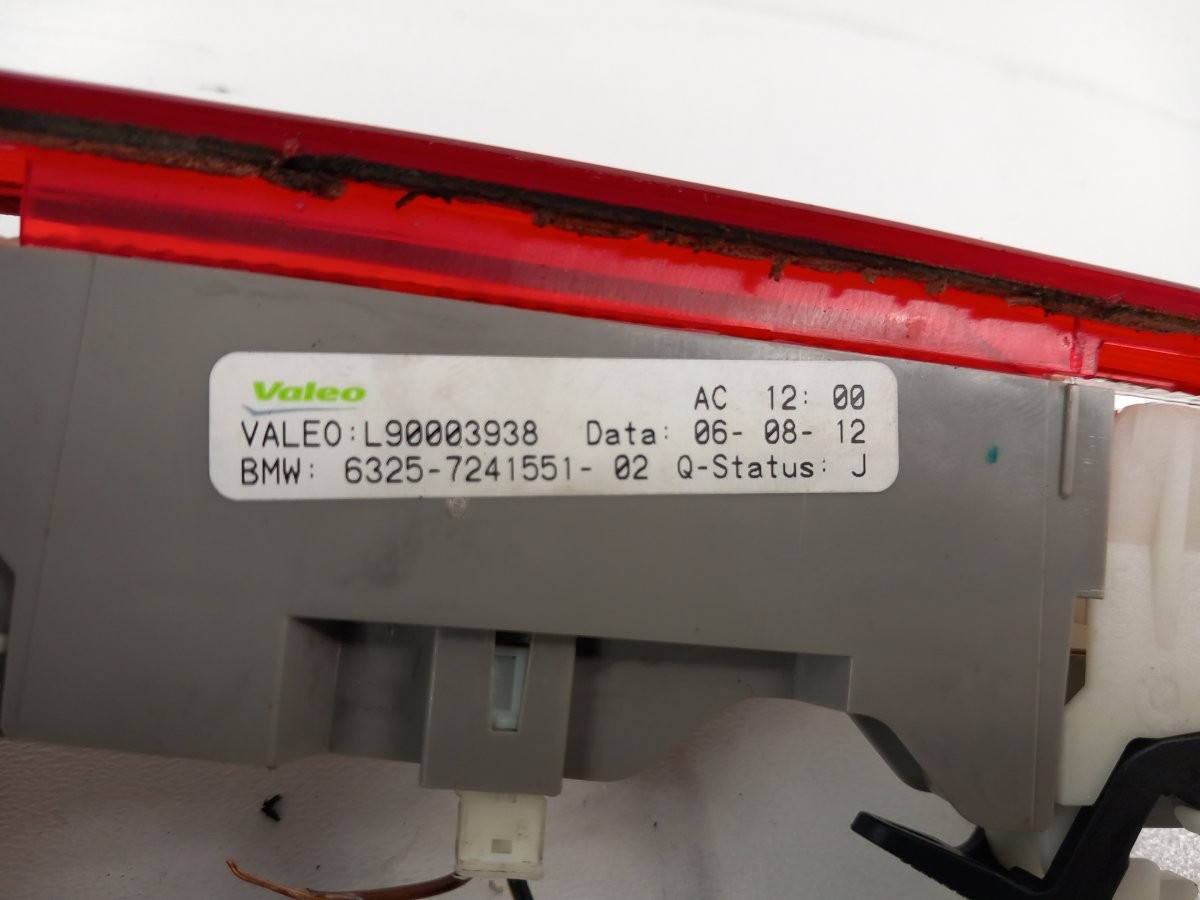 Valeo
AC 12: 00
VALEO:L90003938 Data: 06- 08- 12
BMW: 6325-7241551- 02 Q-Status: J